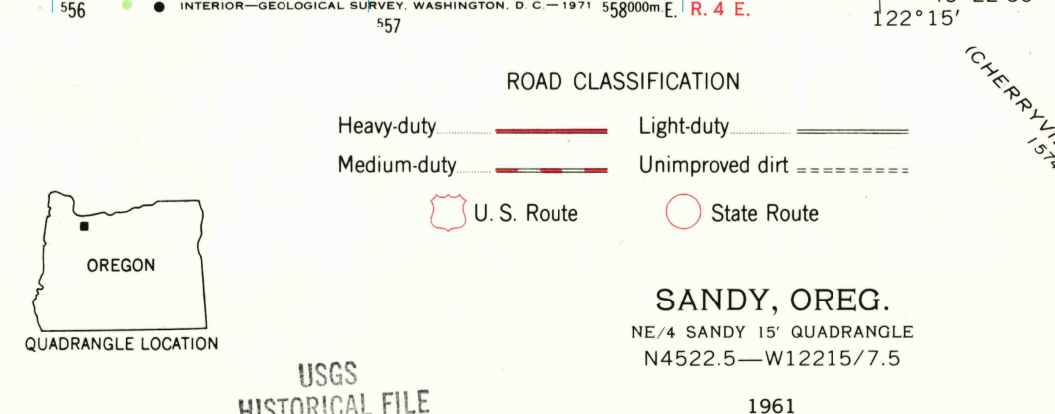 556
INTERIOR—GEOLOGICAL SURVEY, WASHINGTON, D. C.—1971
558000m.E.
R. 4 E.
557
122°15′
ROAD CLASSIFICATION
Heavy-duty
Light-duty
Medium-duty
Unimproved dirt
U. S. Route
State Route
OREGON
QUADRANGLE LOCATION
SANDY, OREG.
NE/4 SANDY 15′ QUADRANGLE
N4522.5—W12215/7.5
1961
USGS
HISTORICAL FILE